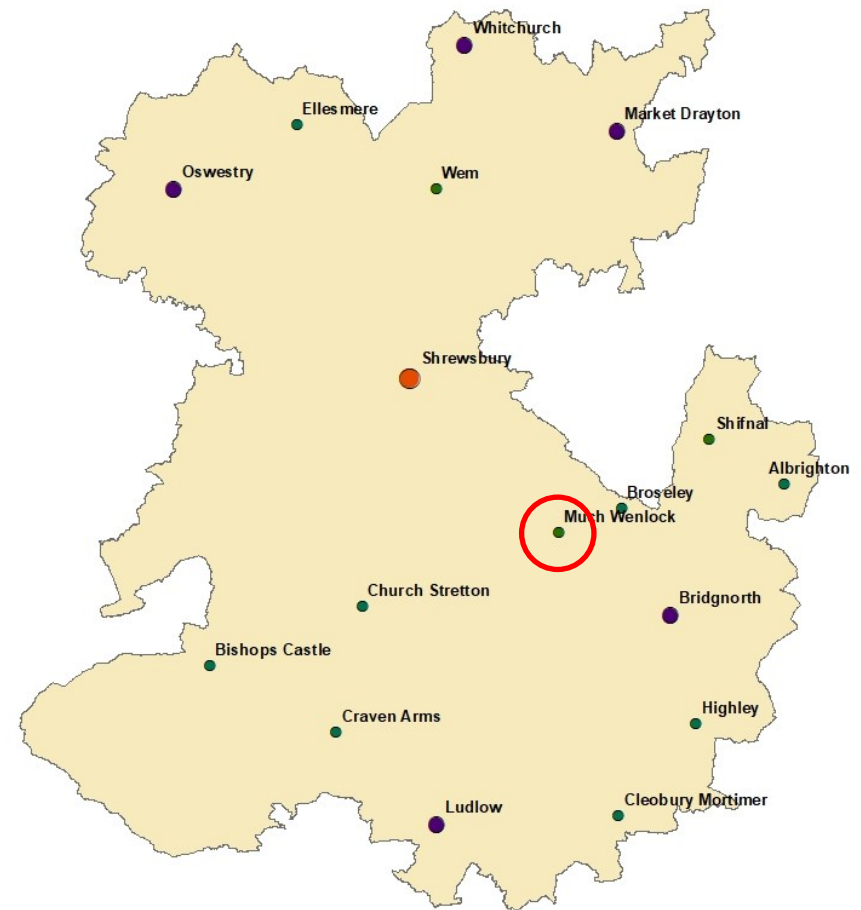 Whitchurch
Ellesmere
Market Drayton
Oswestry
Wem
Shrewsbury
Shifnal
Albrighton
Broseley
Much Wenlock
Church Stretton
Bridgnorth
Bishops Castle
Highley
Craven Arms
Cleobury Mortimer
Ludlow